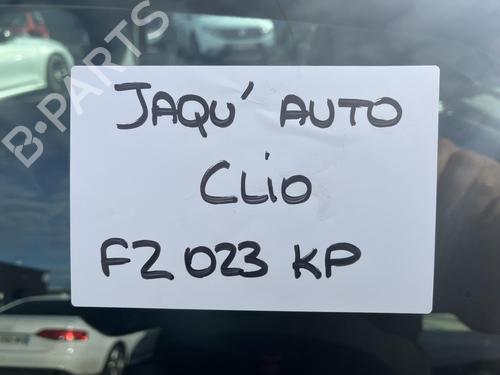 B-PARTS
JAQU' AUTO
CLIO
FZ 023 KP